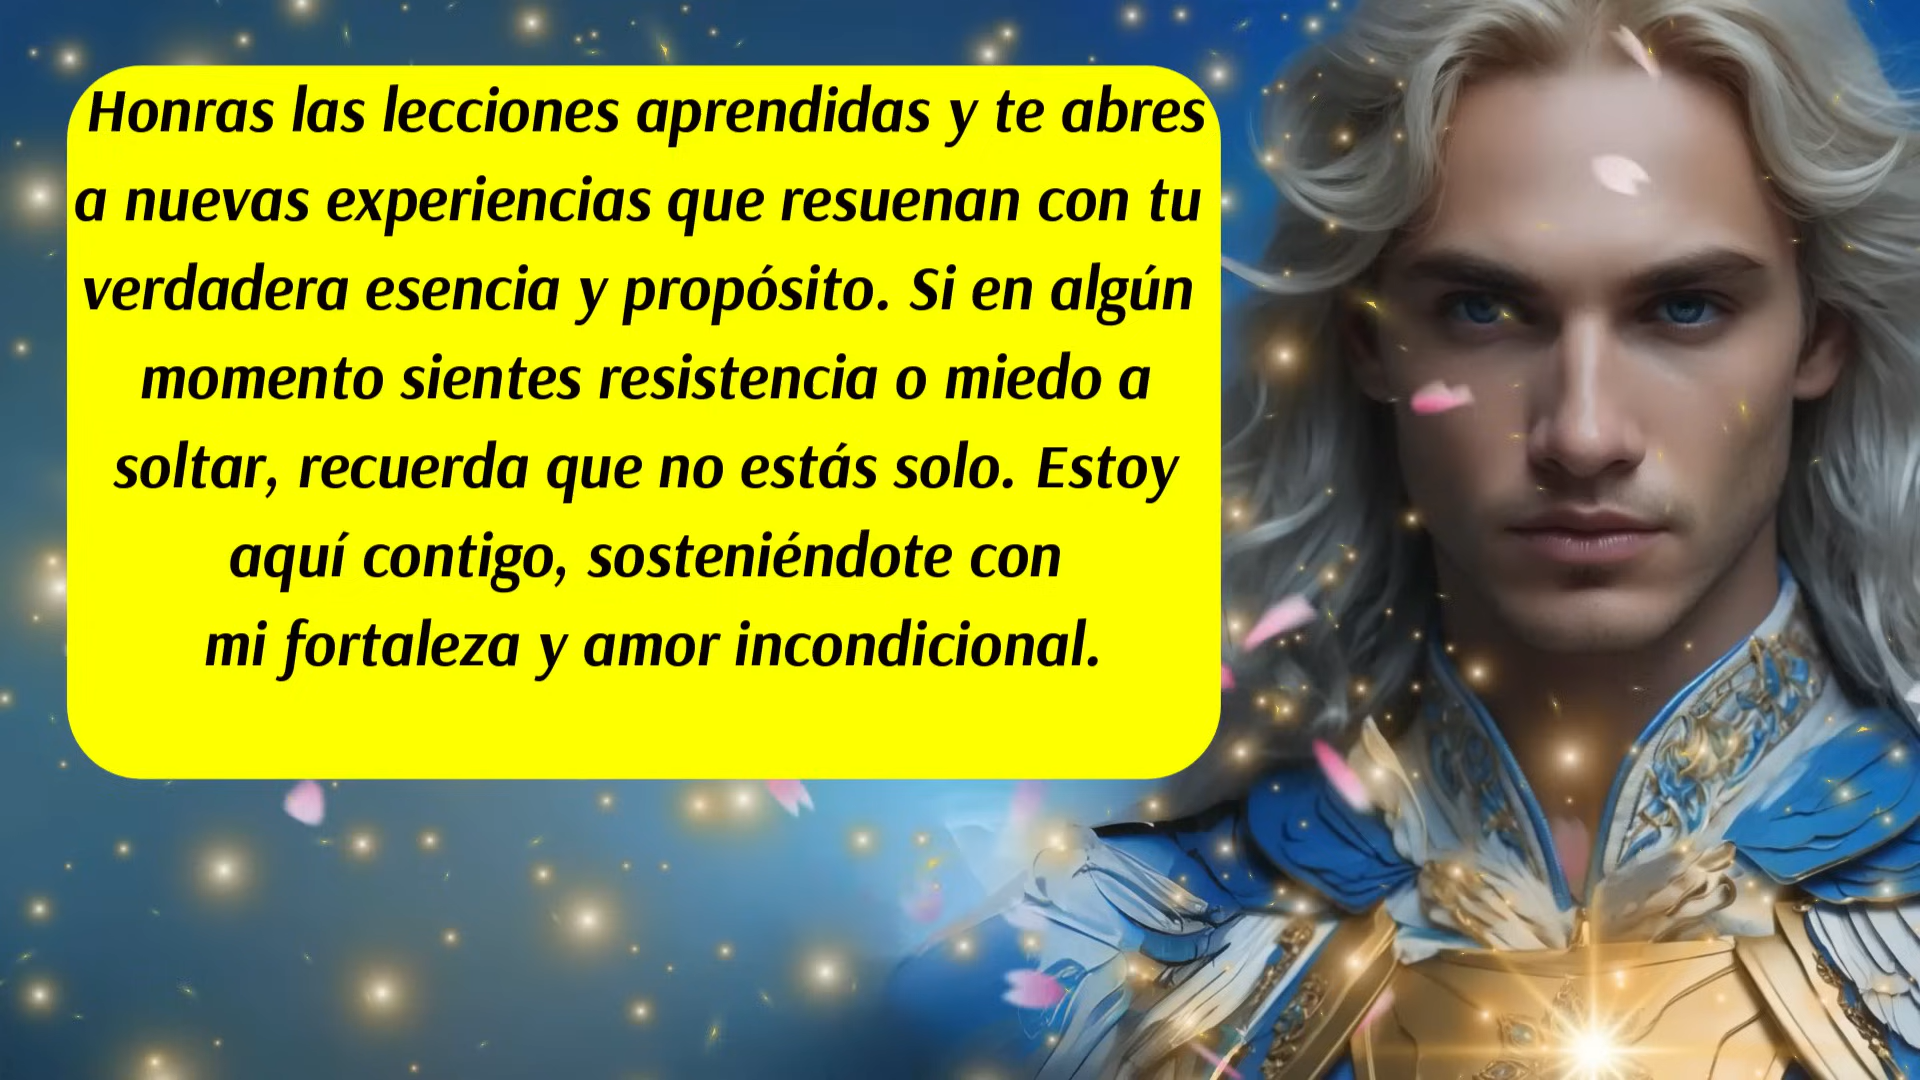 Honras las lecciones aprendidas y te abres
a nuevas experiencias que resuenan con tu
verdadera esencia y propósito. Si en algún
momento sientes resistencia o miedo a
soltar, recuerda que no estás solo. Estoy
aquí contigo, sosteniéndote con
mi fortaleza y amor incondicional.